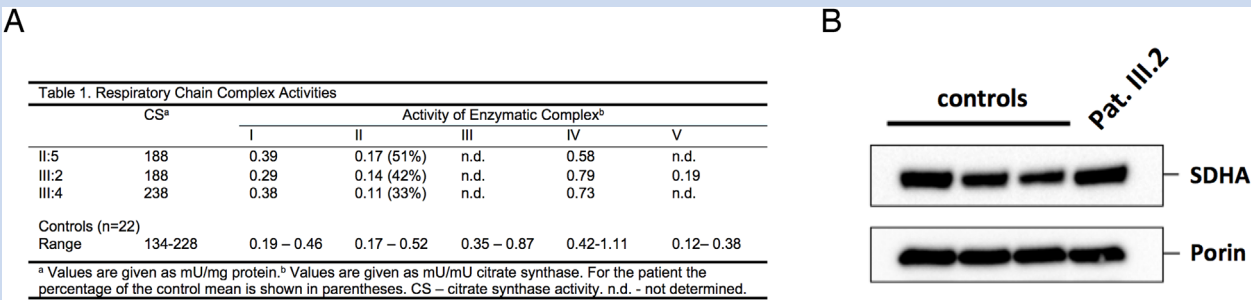 A
Table 1. Respiratory Chain Complex Activities
CSᵃ Activity of Enzymatic Complexᵇ
I II III IV V
II:5 188 0.39 0.17 (51%) n.d. 0.58 n.d.
III:2 188 0.29 0.14 (42%) n.d. 0.79 0.19
III:4 238 0.38 0.11 (33%) n.d. 0.73 n.d.
Controls (n=22)
Range 134-228 0.19 – 0.46 0.17 – 0.52 0.35 – 0.87 0.42-1.11 0.12– 0.38
ᵃ Values are given as mU/mg protein.ᵇ Values are given as mU/mU citrate synthase. For the patient the
percentage of the control mean is shown in parentheses. CS – citrate synthase activity. n.d. - not determined.
B
controls
Pat. III.2
SDHA
Porin